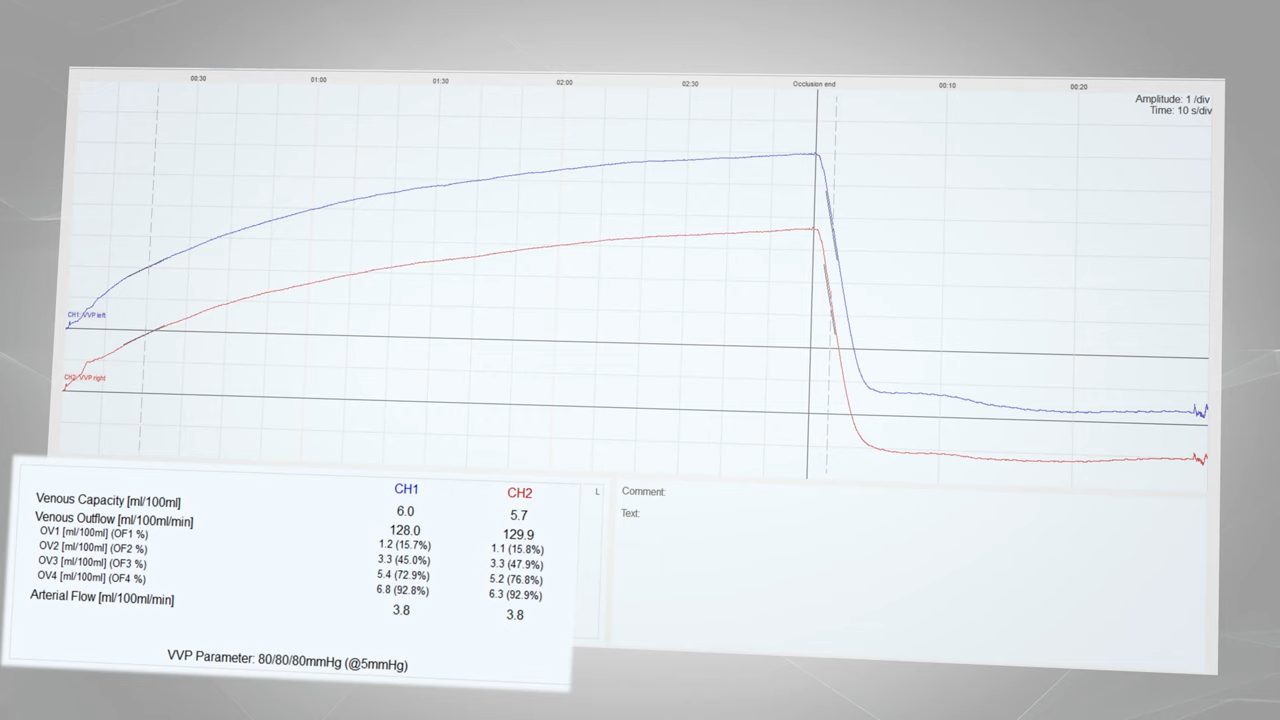 00:30 01:00 01:30 02:00 02:30 Occlusion end 00:10 00:20
Amplitude: 1 /div
Time: 10 s/div
CH1: VVP left
CH2: VVP right
CH1 CH2
Venous Capacity [ml/100ml] 6.0 5.7
Venous Outflow [ml/100ml/min] 128.0 129.9
OV1 [ml/100ml] (OF1 %) 1.2 (15.7%) 1.1 (15.8%)
OV2 [ml/100ml] (OF2 %) 3.3 (45.0%) 3.3 (47.9%)
OV3 [ml/100ml] (OF3 %) 5.4 (72.9%) 5.2 (76.8%)
OV4 [ml/100ml] (OF4 %) 6.8 (92.8%) 6.3 (92.9%)
Arterial Flow [ml/100ml/min] 3.8 3.8
VVP Parameter: 80/80/80mmHg (@5mmHg)
L
Comment:
Text: